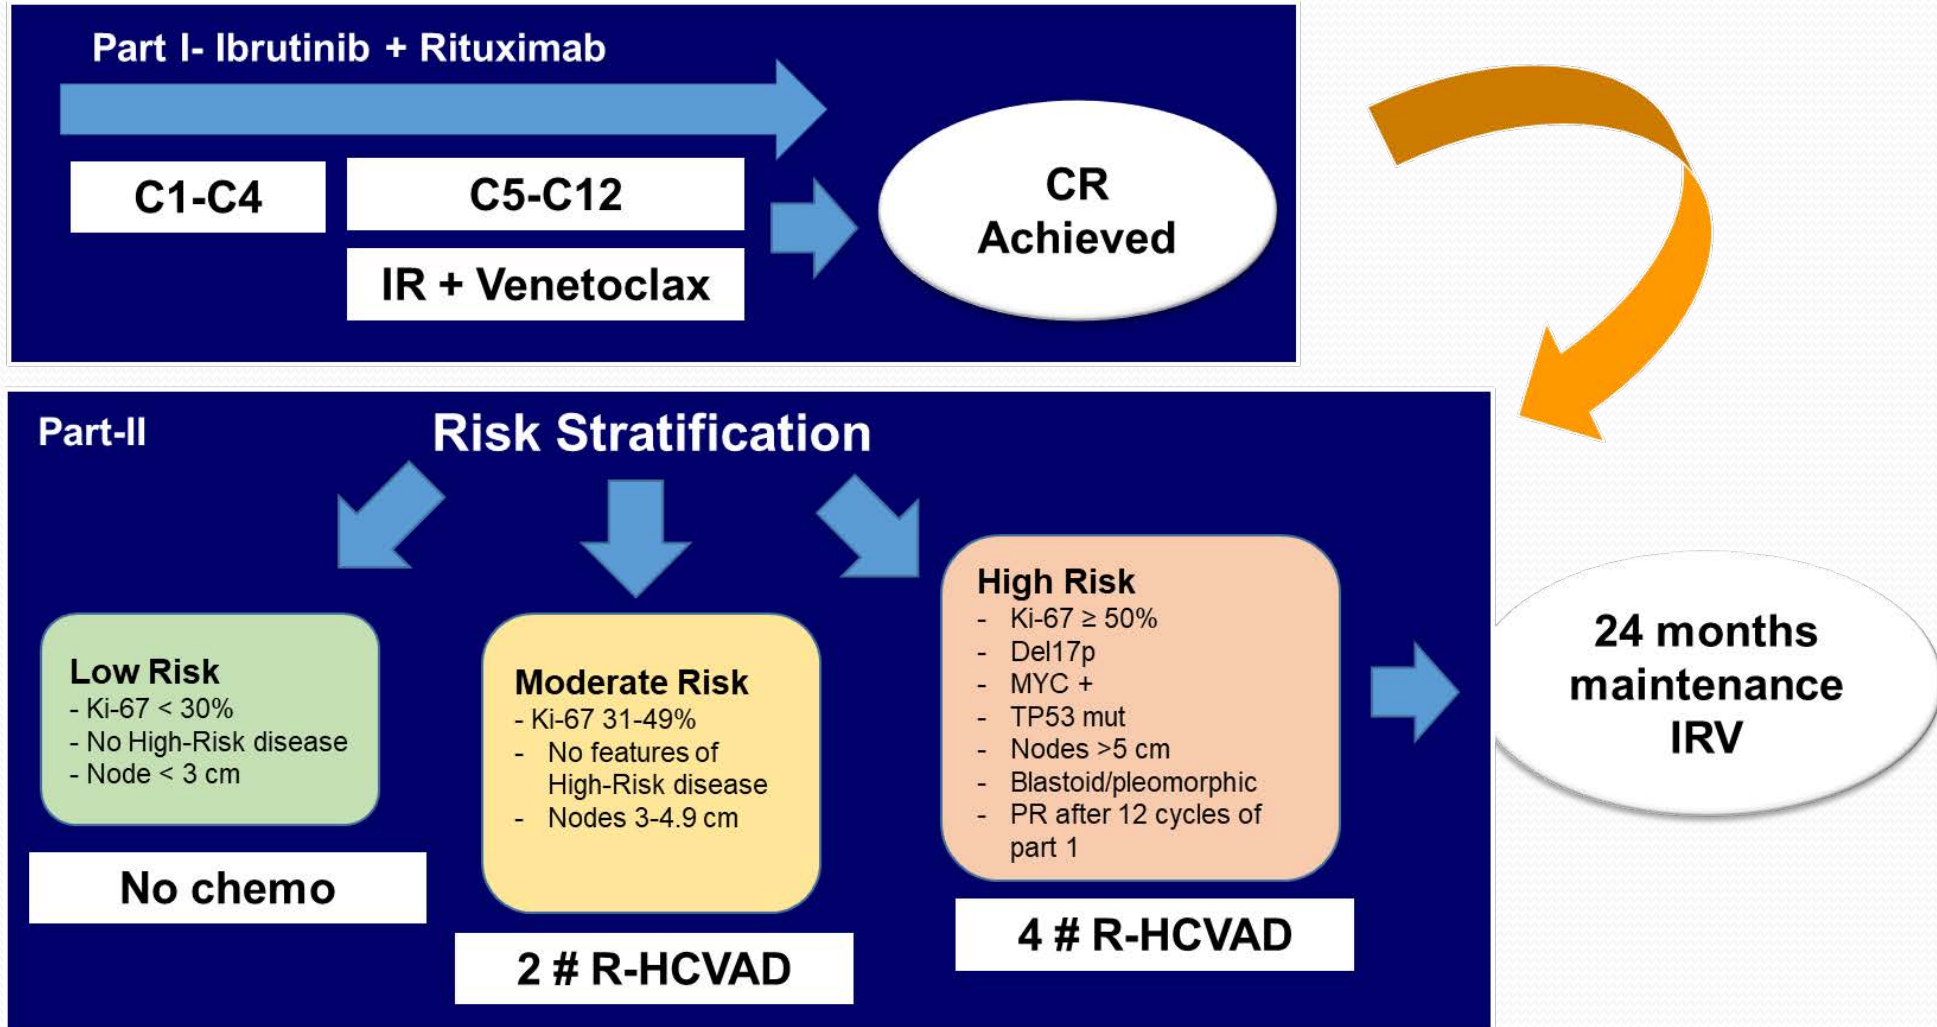 Part I- Ibrutinib + Rituximab
C1-C4
C5-C12
IR + Venetoclax
CR
Achieved
Part-II
Risk Stratification
Low Risk
- Ki-67 < 30%
- No High-Risk disease
- Node < 3 cm
No chemo
Moderate Risk
- Ki-67 31-49%
- No features of
High-Risk disease
- Nodes 3-4.9 cm
2 # R-HCVAD
High Risk
- Ki-67 ≥ 50%
- Del17p
- MYC +
- TP53 mut
- Nodes >5 cm
- Blastoid/pleomorphic
- PR after 12 cycles of
part 1
4 # R-HCVAD
24 months
maintenance
IRV